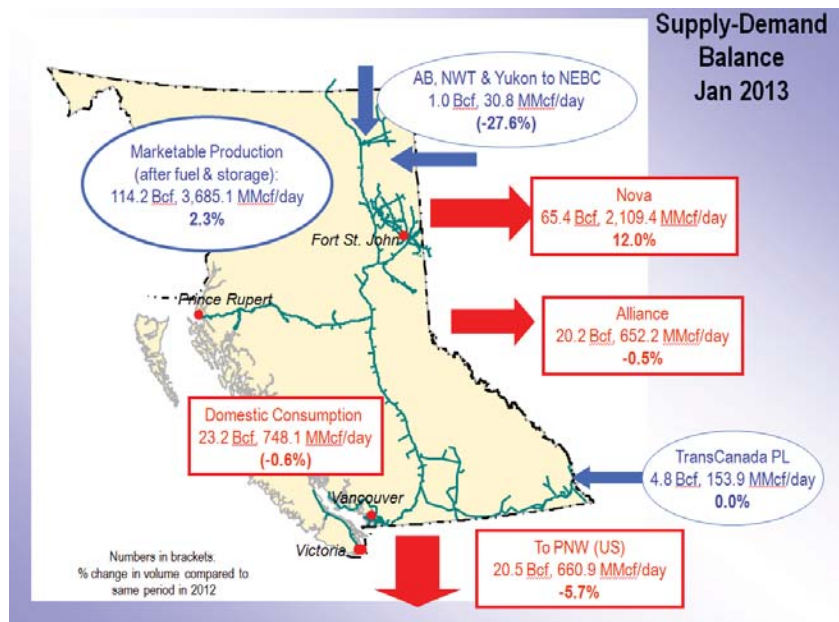 Supply-Demand
Balance
Jan 2013
AB, NWT & Yukon to NEBC
1.0 Bcf, 30.8 MMcf/day
(-27.6%)
Marketable Production
(after fuel & storage):
114.2 Bcf, 3,685.1 MMcf/day
2.3%
Nova
65.4 Bcf, 2,109.4 MMcf/day
12.0%
Fort St. John
Prince Rupert
Alliance
20.2 Bcf, 652.2 MMcf/day
-0.5%
Domestic Consumption
23.2 Bcf, 748.1 MMcf/day
(-0.6%)
TransCanada PL
4.8 Bcf, 153.9 MMcf/day
0.0%
Vancouver
Victoria
To PNW (US)
20.5 Bcf, 660.9 MMcf/day
-5.7%
Numbers in brackets.
% change in volume compared to
same period in 2012